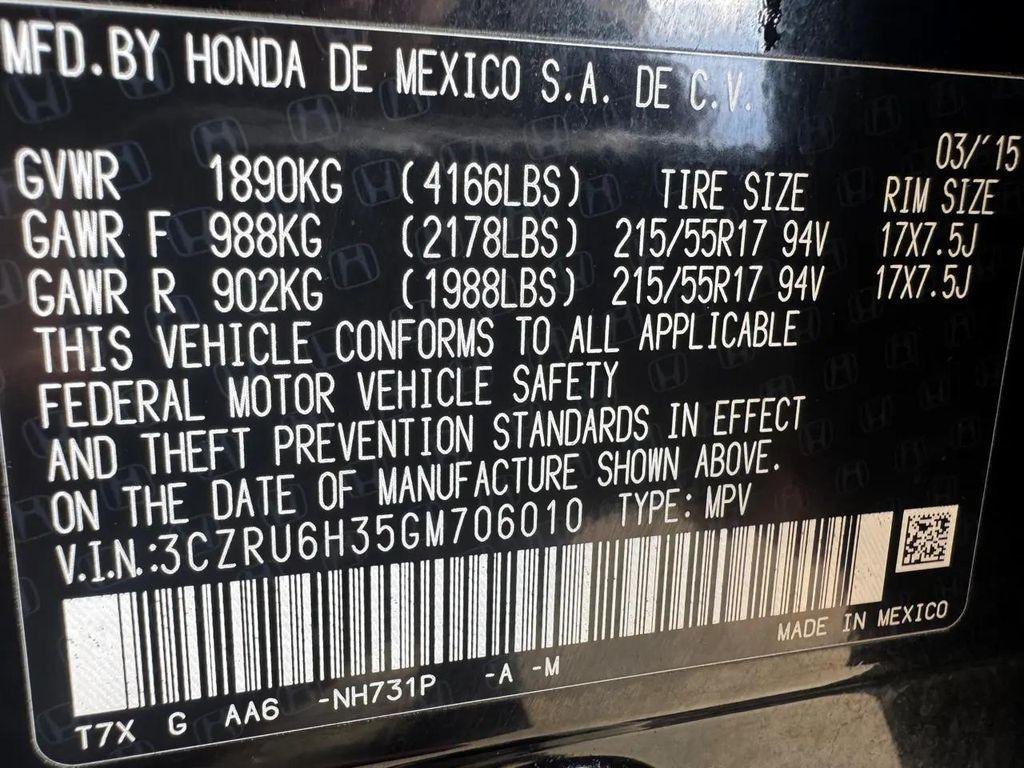 MFD.BY HONDA DE MEXICO S.A. DE C.V.
03/'15
GVWR 1890KG (4166LBS) TIRE SIZE RIM SIZE
GAWR F 988KG (2178LBS) 215/55R17 94V 17X7.5J
GAWR R 902KG (1988LBS) 215/55R17 94V 17X7.5J
THIS VEHICLE CONFORMS TO ALL APPLICABLE
FEDERAL MOTOR VEHICLE SAFETY
AND THEFT PREVENTION STANDARDS IN EFFECT
ON THE DATE OF MANUFACTURE SHOWN ABOVE.
V.I.N.:3CZRU6H35GM706010 TYPE: MPV
MADE IN MEXICO
T7X G AA6 -NH731P -A -M